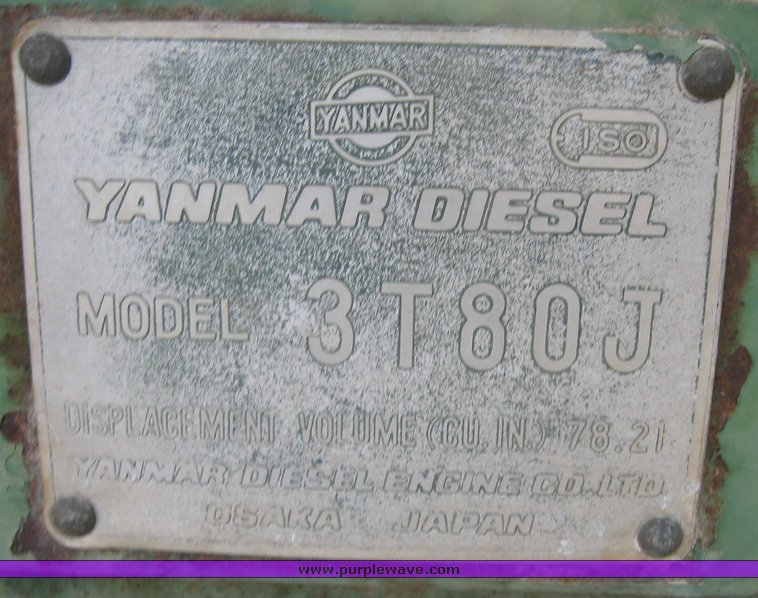 YANMAR
ISO
YANMAR DIESEL
MODEL 3T80J
DISPLACEMENT VOLUME (CU. IN.) 78.21
YANMAR DIESEL ENGINE CO.,LTD.
OSAKA JAPAN
www.purplewave.com